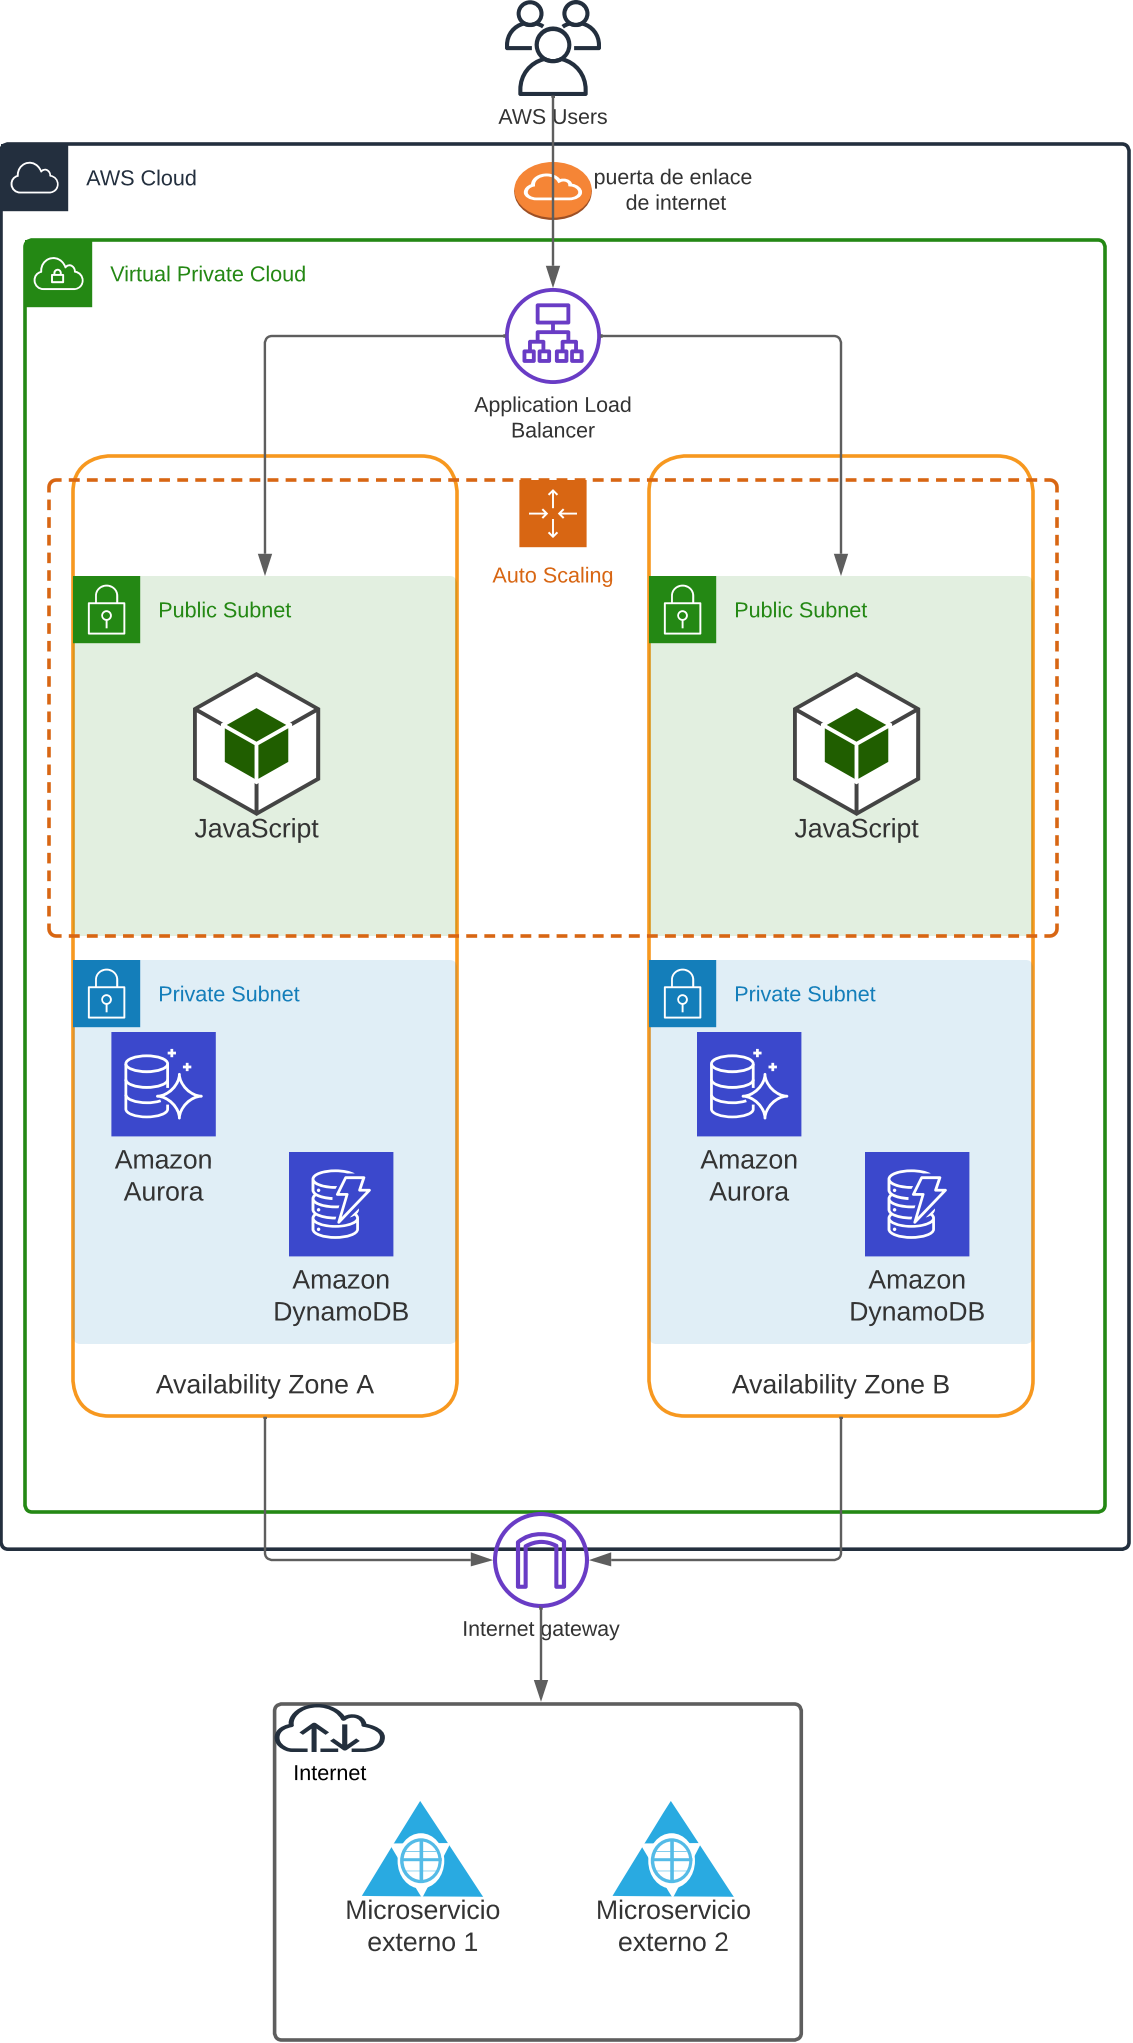 AWS Users
AWS Cloud
puerta de enlace
de internet
Virtual Private Cloud
Application Load
Balancer
Auto Scaling
Public Subnet
Public Subnet
JavaScript
JavaScript
Private Subnet
Private Subnet
Amazon
Aurora
Amazon
Aurora
Amazon
DynamoDB
Amazon
DynamoDB
Availability Zone A
Availability Zone B
Internet gateway
Internet
Microservicio
externo 1
Microservicio
externo 2